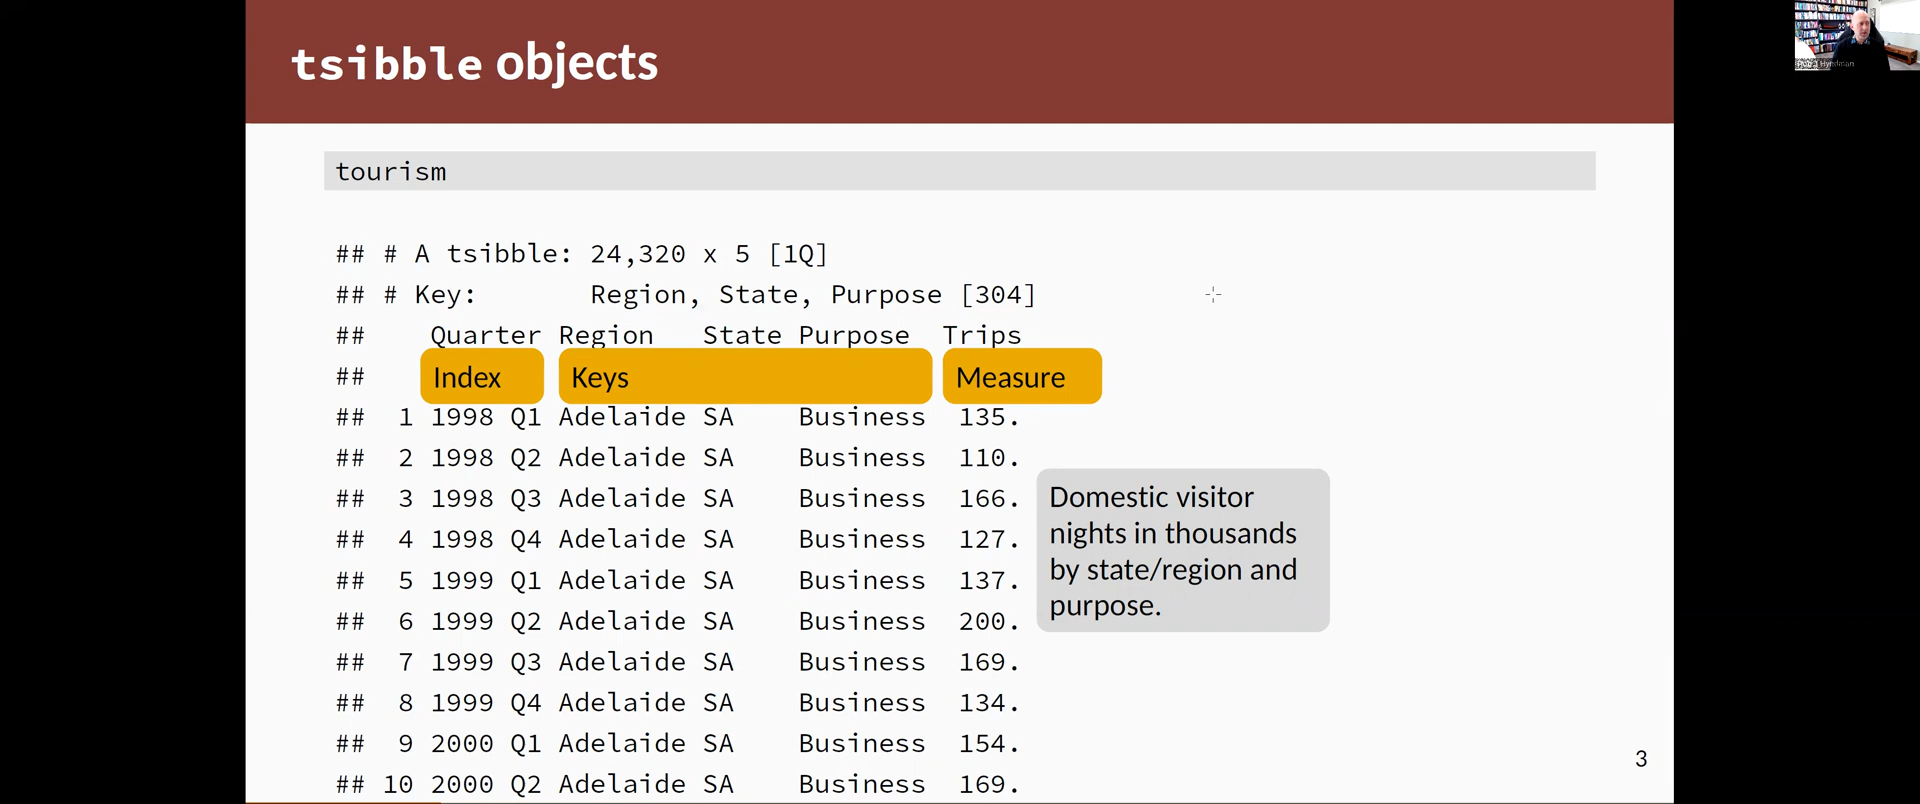 tsibble objects
tourism
## # A tsibble: 24,320 x 5 [1Q]
## # Key: Region, State, Purpose [304]
## Quarter Region State Purpose Trips
## Index Keys Measure
## 1 1998 Q1 Adelaide SA Business 135.
## 2 1998 Q2 Adelaide SA Business 110.
## 3 1998 Q3 Adelaide SA Business 166.
## 4 1998 Q4 Adelaide SA Business 127.
## 5 1999 Q1 Adelaide SA Business 137.
## 6 1999 Q2 Adelaide SA Business 200.
## 7 1999 Q3 Adelaide SA Business 169.
## 8 1999 Q4 Adelaide SA Business 134.
## 9 2000 Q1 Adelaide SA Business 154.
## 10 2000 Q2 Adelaide SA Business 169.
Domestic visitor
nights in thousands
by state/region and
purpose.
3